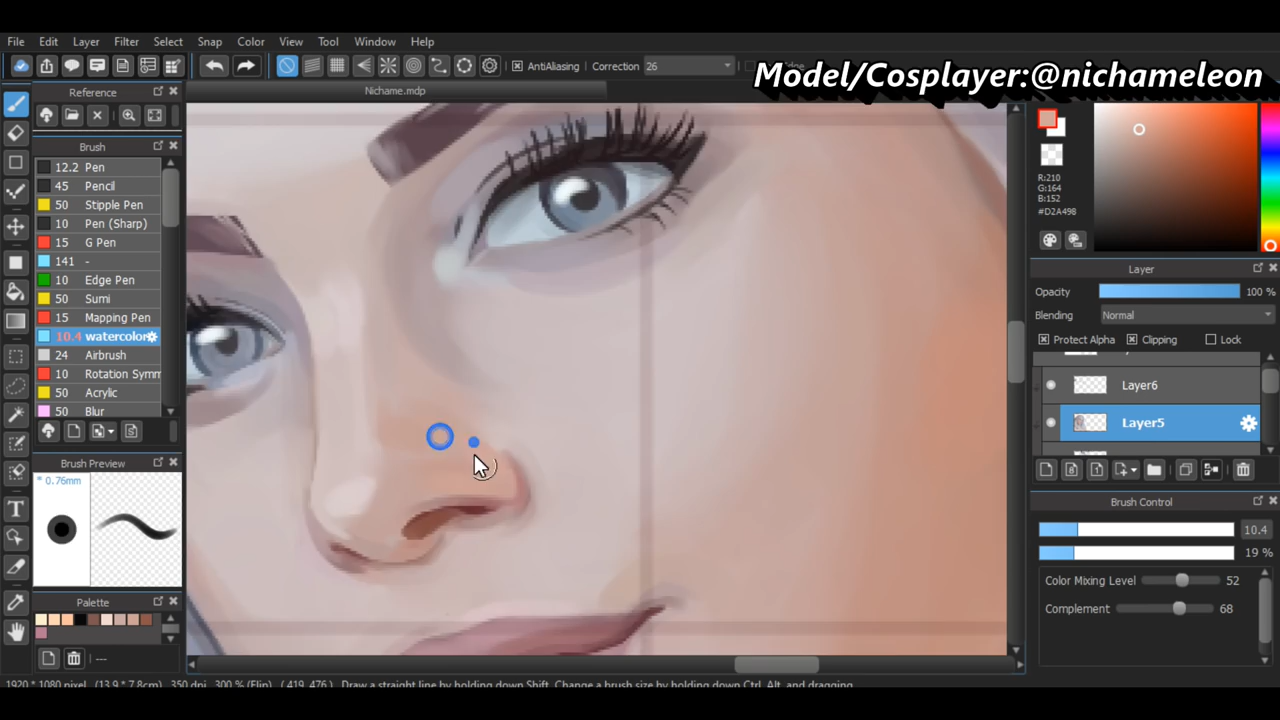 File Edit Layer Filter Select Snap Color View Tool Window Help
AntiAliasing Correction 26
Model/Cosplayer:@nichameleon
Reference
Nichame.mdp
Brush
12.2 Pen
45 Pencil
50 Stipple Pen
10 Pen (Sharp)
15 G Pen
141 -
10 Edge Pen
50 Sumi
15 Mapping Pen
10.4 watercolor
24 Airbrush
10 Rotation Symm
50 Acrylic
50 Blur
Brush Preview
* 0.76mm
Palette
---
R:210
G:164
B:152
#D2A498
Layer
Opacity 100 %
Blending Normal
Protect Alpha Clipping Lock
Layer6
Layer5
Brush Control
10.4
19 %
Color Mixing Level 52
Complement 68
1920 * 1080 pixel (13.9 * 7.8cm) 350 dpi 300 % (Flip) ( 419, 476) Draw a straight line by holding down Shift, Change a brush size by holding down Ctrl, Alt, and dragging